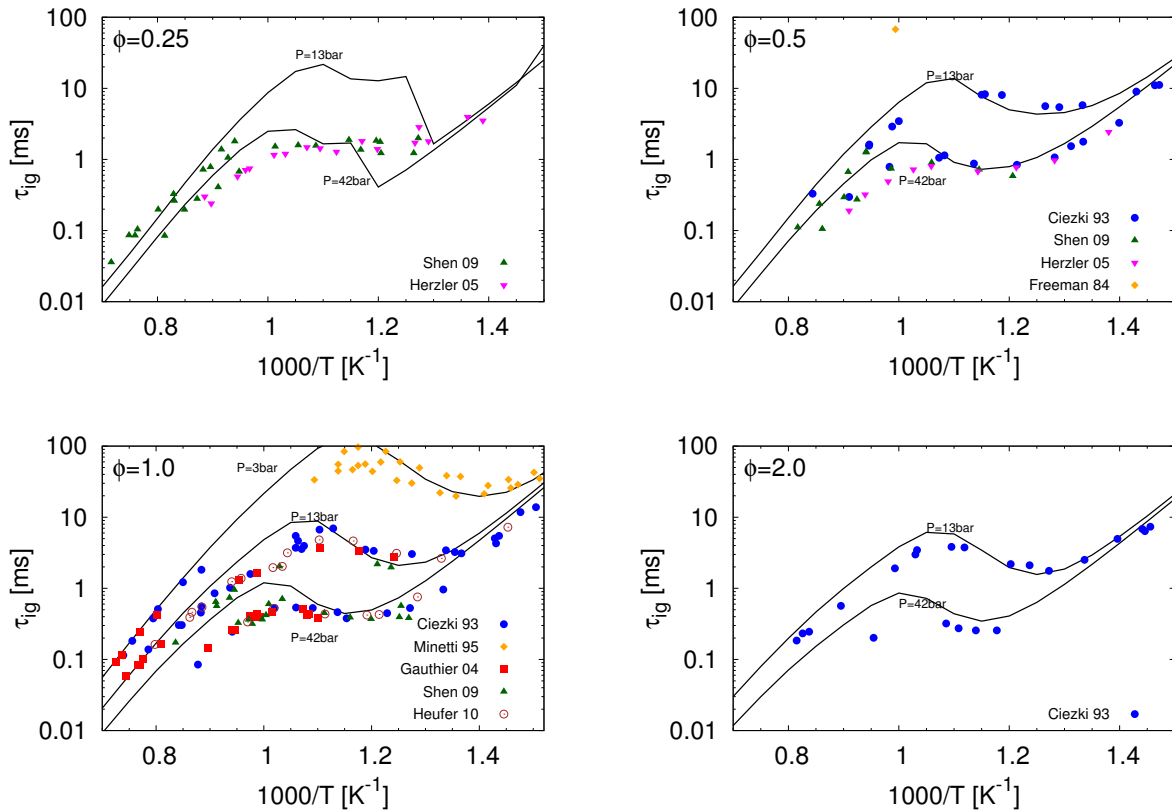 100
10
1
0.1
0.01
0.8
1
1.2
1.4
τig [ms]
1000/T [K-1]
ϕ=0.25
P=13bar
P=42bar
Shen 09
Herzler 05
100
10
1
0.1
0.01
0.8
1
1.2
1.4
τig [ms]
1000/T [K-1]
ϕ=0.5
P=13bar
P=42bar
Ciezki 93
Shen 09
Herzler 05
Freeman 84
100
10
1
0.1
0.01
0.8
1
1.2
1.4
τig [ms]
1000/T [K-1]
ϕ=1.0
P=3bar
P=13bar
P=42bar
Ciezki 93
Minetti 95
Gauthier 04
Shen 09
Heufer 10
100
10
1
0.1
0.01
0.8
1
1.2
1.4
τig [ms]
1000/T [K-1]
ϕ=2.0
P=13bar
P=42bar
Ciezki 93